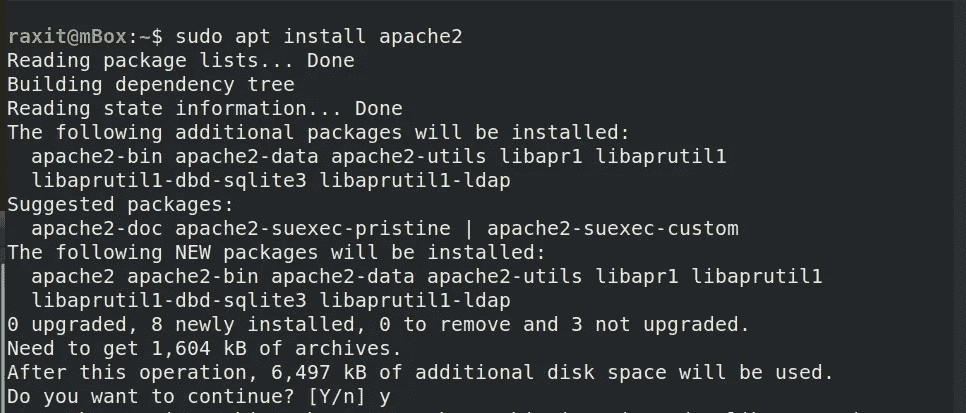 raxit@mBox:~$ sudo apt install apache2
Reading package lists... Done
Building dependency tree
Reading state information... Done
The following additional packages will be installed:
  apache2-bin apache2-data apache2-utils libapr1 libaprutil1
  libaprutil1-dbd-sqlite3 libaprutil1-ldap
Suggested packages:
  apache2-doc apache2-suexec-pristine | apache2-suexec-custom
The following NEW packages will be installed:
  apache2 apache2-bin apache2-data apache2-utils libapr1 libaprutil1
  libaprutil1-dbd-sqlite3 libaprutil1-ldap
0 upgraded, 8 newly installed, 0 to remove and 3 not upgraded.
Need to get 1,604 kB of archives.
After this operation, 6,497 kB of additional disk space will be used.
Do you want to continue? [Y/n] y